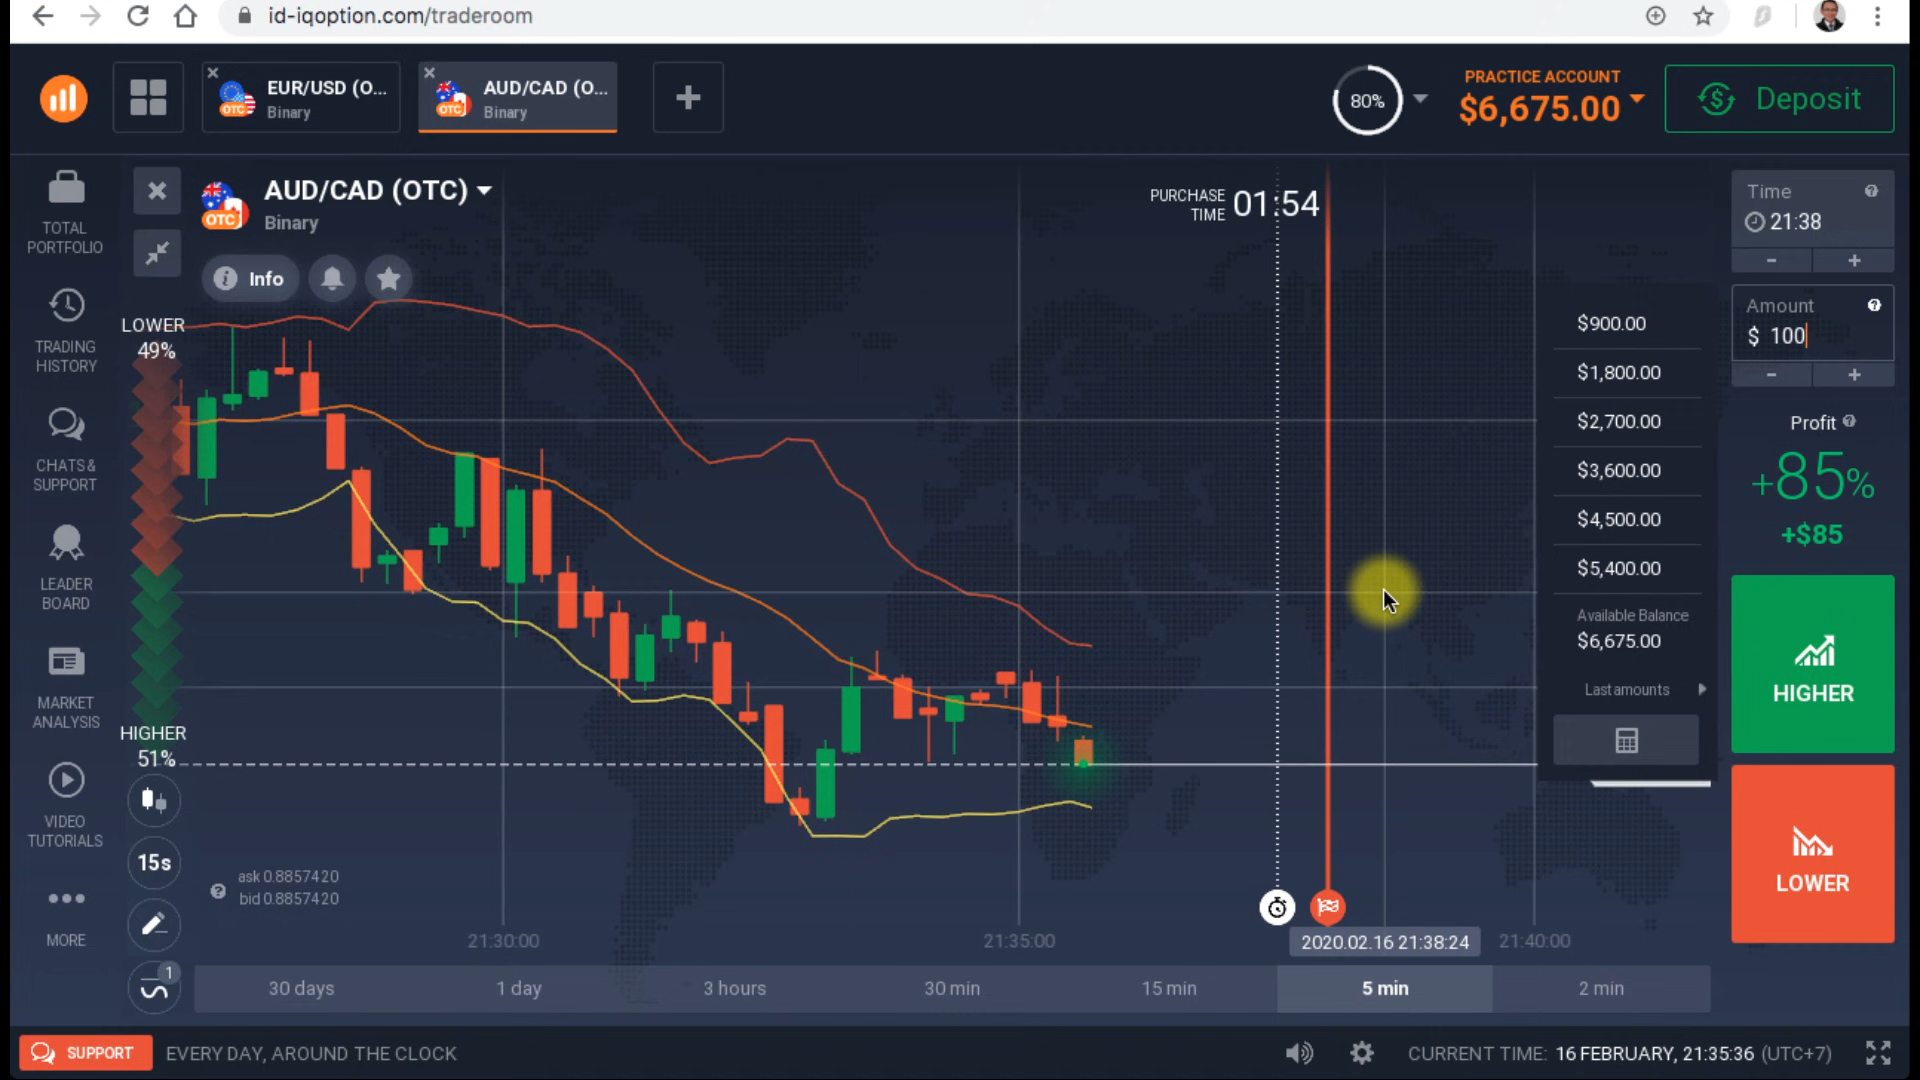 id-iqoption.com/traderoom
EUR/USD (O...
Binary
OTC
AUD/CAD (O...
Binary
OTC
80%
PRACTICE ACCOUNT
$6,675.00
Deposit
TOTAL
PORTFOLIO
TRADING
HISTORY
CHATS &
SUPPORT
LEADER
BOARD
MARKET
ANALYSIS
VIDEO
TUTORIALS
MORE
AUD/CAD (OTC)
Binary
OTC
Info
PURCHASE
TIME
01:54
LOWER
49%
HIGHER
51%
15s
1
ask 0.8857420
bid 0.8857420
21:30:00
21:35:00
2020.02.16 21:38:24
21:40:00
30 days
1 day
3 hours
30 min
15 min
5 min
2 min
$900.00
$1,800.00
$2,700.00
$3,600.00
$4,500.00
$5,400.00
Available Balance
$6,675.00
Last amounts
Time
21:38
-
+
Amount
$ 100
-
+
Profit
+85%
+$85
HIGHER
LOWER
SUPPORT
EVERY DAY, AROUND THE CLOCK
CURRENT TIME: 16 FEBRUARY, 21:35:36 (UTC+7)